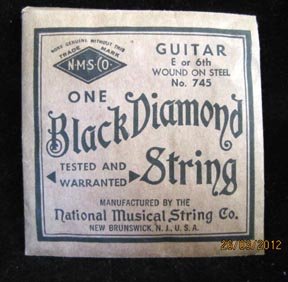 NONE GENUINE WITHOUT THIS
N·M·S·CO
TRADE MARK
GUITAR
E or 6th
WOUND ON STEEL
No. 745
ONE
Black Diamond
TESTED AND
WARRANTED
String
MANUFACTURED BY THE
National Musical String Co.
NEW BRUNSWICK, N. J., U. S. A.
26/09/2012